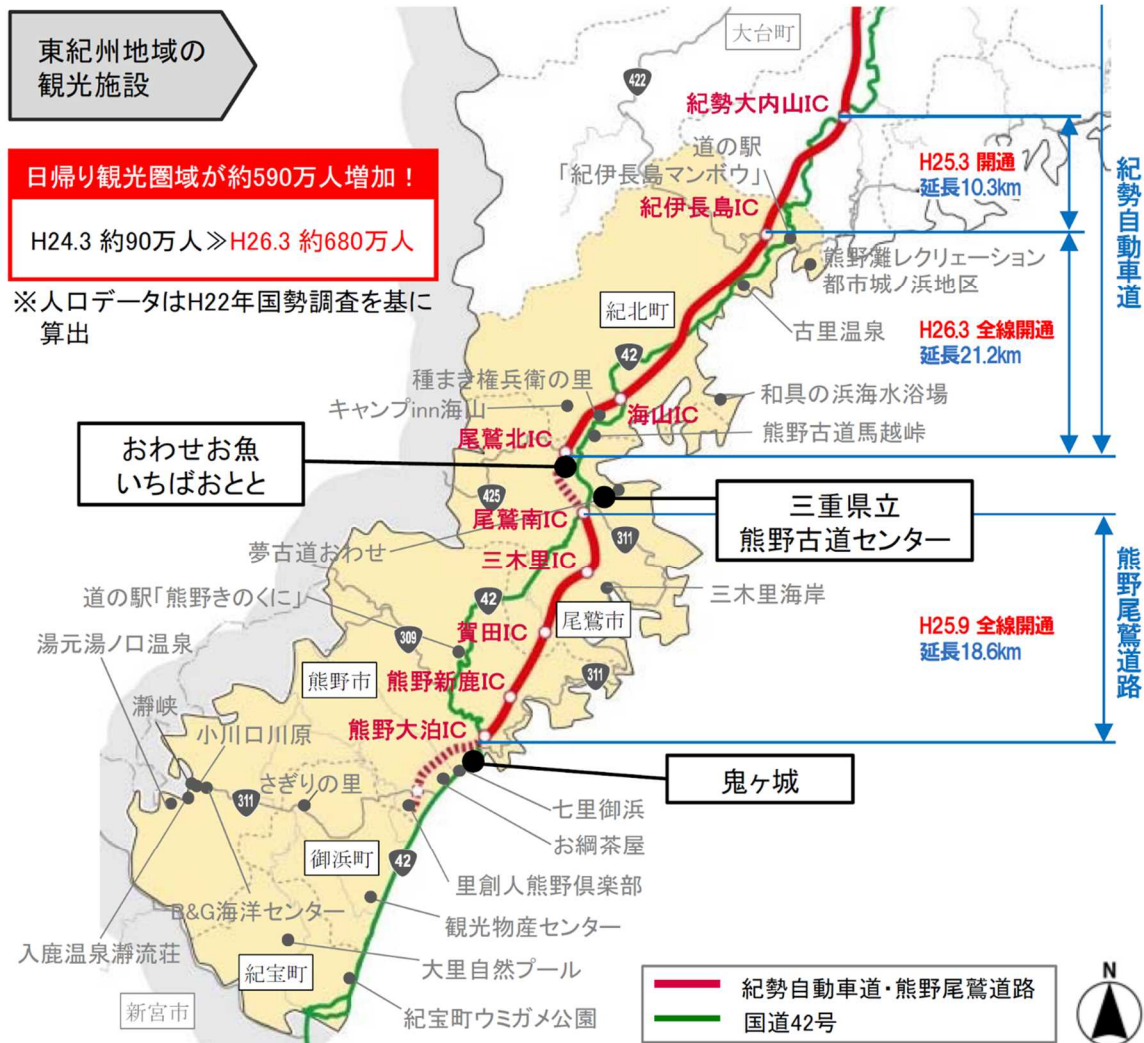 東紀州地域の
観光施設
日帰り観光圏域が約590万人増加！
H24.3 約90万人≫H26.3 約680万人
※人口データはH22年国勢調査を基に
算出
大台町
422
紀勢大内山IC
道の駅
「紀伊長島マンボウ」
紀伊長島IC
H25.3 開通
延長10.3km
紀勢自動車道
熊野灘レクリエーション
都市城ノ浜地区
紀北町
古里温泉
H26.3 全線開通
延長21.2km
42
種まき権兵衛の里
キャンプinn海山
海山IC
和具の浜海水浴場
尾鷲北IC
熊野古道馬越峠
おわせお魚
いちばおとと
425
尾鷲南IC
三重県立
熊野古道センター
311
夢古道おわせ
三木里IC
道の駅「熊野きのくに」
42
三木里海岸
尾鷲市
賀田IC
H25.9 全線開通
延長18.6km
熊野尾鷲道路
309
湯元湯ノ口温泉
熊野市
熊野新鹿IC
311
瀞峡
小川口川原
熊野大泊IC
鬼ヶ城
さぎりの里
311
七里御浜
お綱茶屋
御浜町
42
里創人熊野倶楽部
B&G海洋センター
観光物産センター
入鹿温泉瀞流荘
大里自然プール
紀宝町
紀宝町ウミガメ公園
新宮市
紀勢自動車道・熊野尾鷲道路
国道42号
N